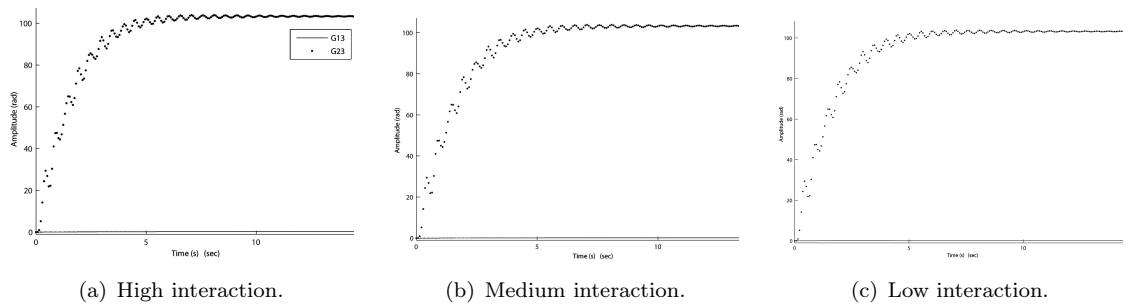 100
80
60
40
20
0
Amplitude (rad)
0 5 10
Time (s) (sec)
G13
G23
(a) High interaction.
100
80
60
40
20
0
Amplitude (rad)
0 5 10
Time (s) (sec)
(b) Medium interaction.
100
80
60
40
20
0
Amplitude (rad)
0 5 10
Time (s) (sec)
(c) Low interaction.